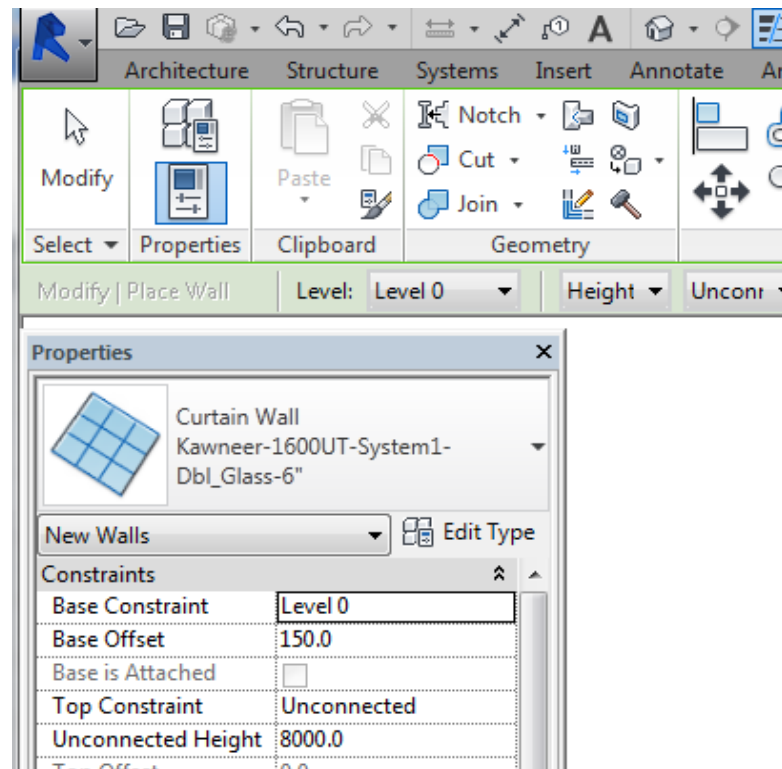 Architecture Structure Systems Insert Annotate
Modify Paste Notch
Cut
Join
Select Properties Clipboard Geometry
Modify | Place Wall Level: Level 0 Height
Properties
Curtain Wall
Kawneer-1600UT-System1-
Dbl_Glass-6"
New Walls Edit Type
Constraints
Base Constraint Level 0
Base Offset 150.0
Base is Attached
Top Constraint Unconnected
Unconnected Height 8000.0